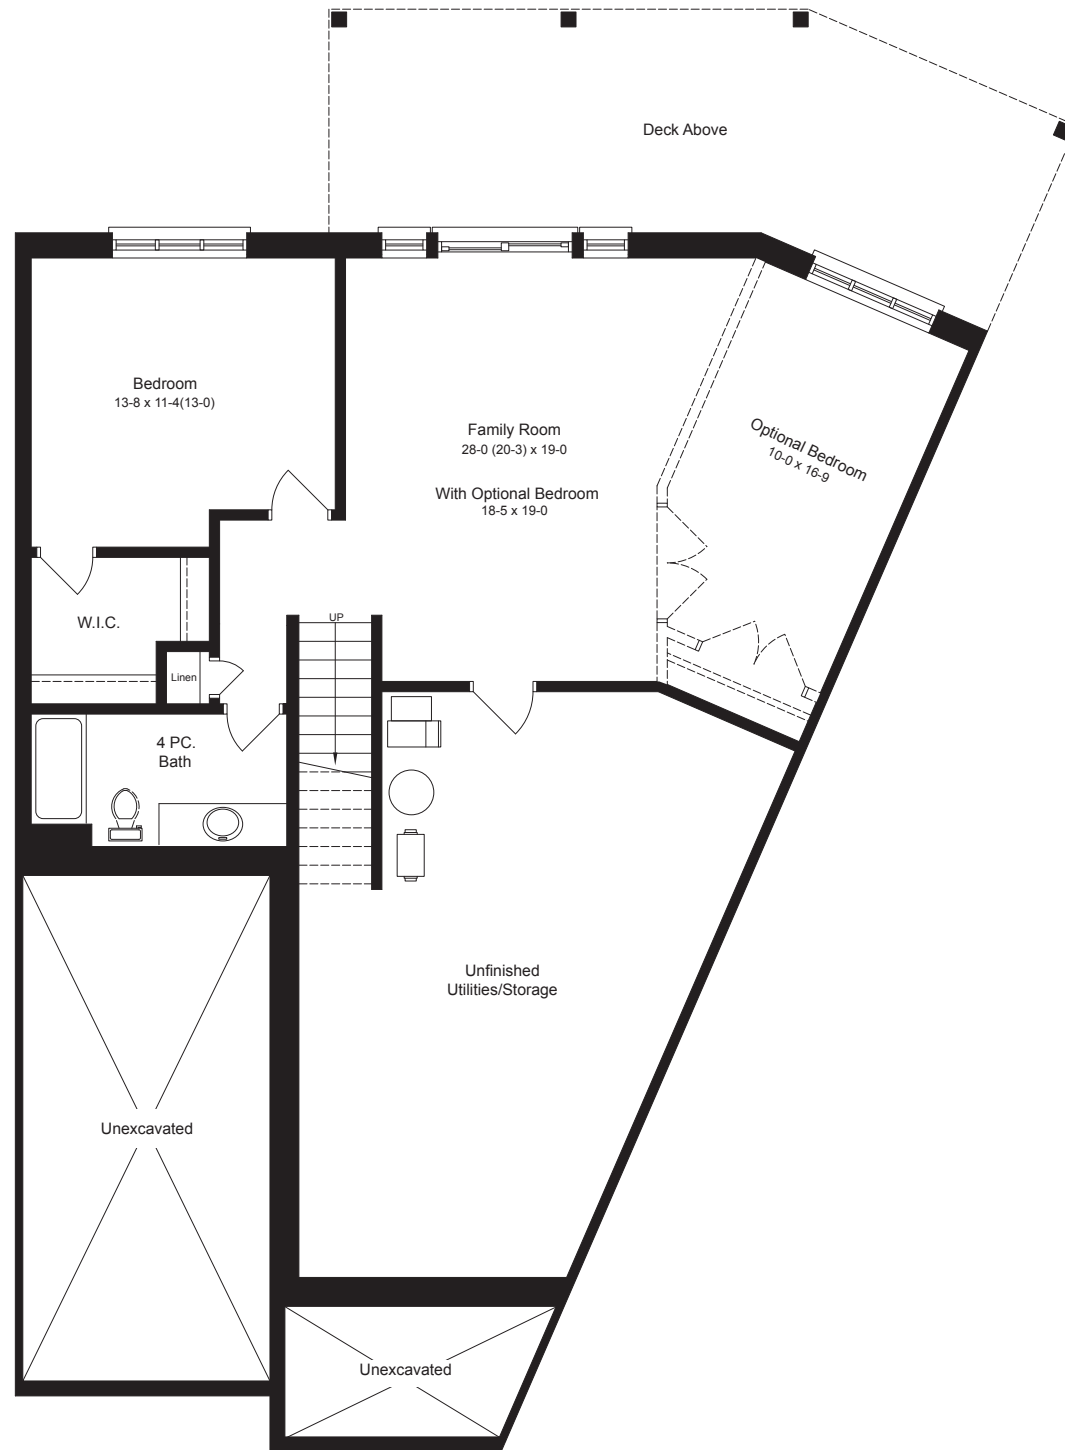 Deck Above
Bedroom
13-8 x 11-4(13-0)
Family Room
28-0 (20-3) x 19-0
With Optional Bedroom
18-5 x 19-0
Optional Bedroom
10-0 x 16-9
W.I.C.
UP
Linen
4 PC.
Bath
Unfinished
Utilities/Storage
Unexcavated
Unexcavated